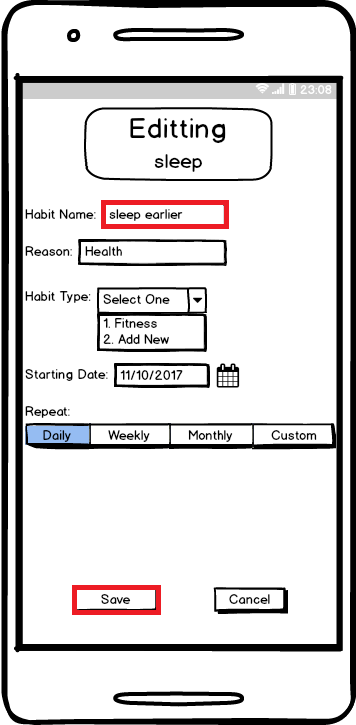 23:08
Editting
sleep
Habit Name: sleep earlier
Reason: Health
Habit Type: Select One
1. Fitness
2. Add New
Starting Date: 11/10/2017
Repeat:
Daily Weekly Monthly Custom
Save Cancel